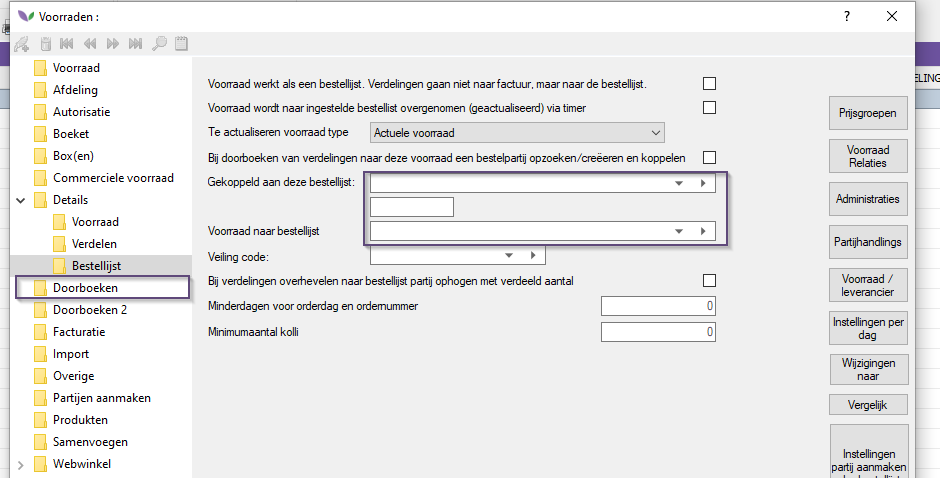 Voorraden :
?
ELING
Voorraad
Afdeling
Autorisatie
Boeket
Box(en)
Commerciele voorraad
Details
Voorraad
Verdelen
Bestellijst
Doorboeken
Doorboeken 2
Facturatie
Import
Overige
Partijen aanmaken
Produkten
Samenvoegen
Webwinkel
Voorraad werkt als een bestellijst. Verdelingen gaan niet naar factuur, maar naar de bestellijst.
Voorraad wordt naar ingestelde bestellist overgenomen (geactualiseerd) via timer
Te actualiseren voorraad type
Actuele voorraad
Bij doorboeken van verdelingen naar deze voorraad een bestelpartij opzoeken/creëeren en koppelen
Gekoppeld aan deze bestellijst:
Voorraad naar bestellijst
Veiling code:
Bij verdelingen overhevelen naar bestellijst partij ophogen met verdeeld aantal
Minderdagen voor orderdag en ordernummer
0
Minimumaantal kolli
0
Prijsgroepen
Voorraad
Relaties
Administraties
Partijhandlings
Voorraad /
leverancier
Instellingen per
dag
Wijzigingen
naar
Vergelijk
Instellingen
partij aanmaken